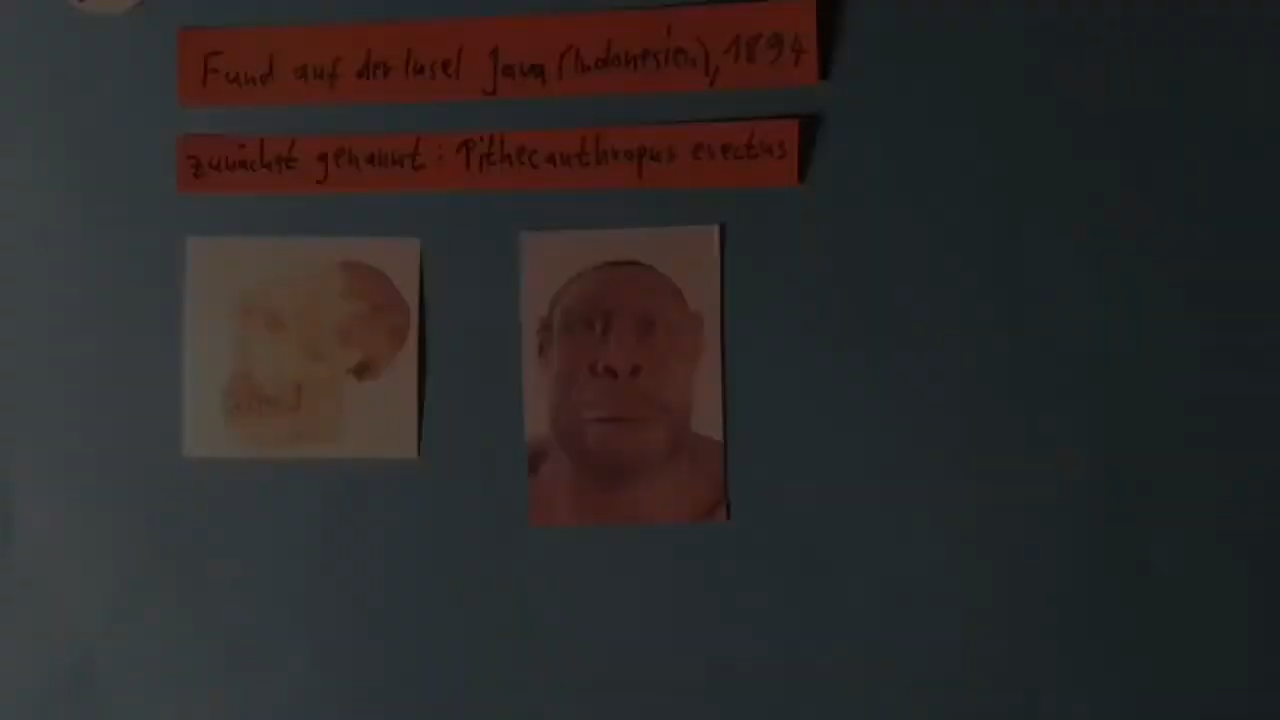 Fund auf der Insel Java (Indonesien), 1894
zunächst genannt: Pithecanthropus erectus